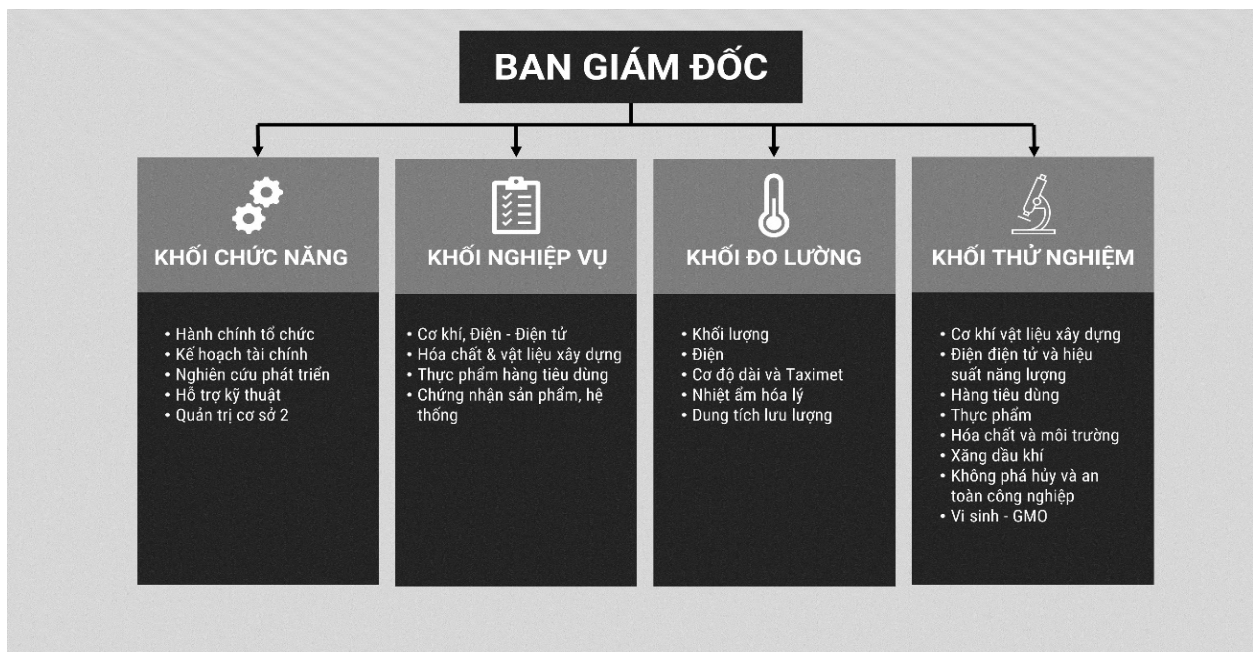 BAN GIÁM ĐỐC
KHỐI CHỨC NĂNG
• Hành chính tổ chức
• Kế hoạch tài chính
• Nghiên cứu phát triển
• Hỗ trợ kỹ thuật
• Quản trị cơ sở 2
KHỐI NGHIỆP VỤ
• Cơ khí, Điện - Điện tử
• Hóa chất & vật liệu xây dựng
• Thực phẩm hàng tiêu dùng
• Chứng nhận sản phẩm, hệ
thống
KHỐI ĐO LƯỜNG
• Khối lượng
• Điện
• Cơ độ dài và Taximet
• Nhiệt ẩm hóa lý
• Dung tích lưu lượng
KHỐI THỬ NGHIỆM
• Cơ khí vật liệu xây dựng
• Điện điện tử và hiệu
suất năng lượng
• Hàng tiêu dùng
• Thực phẩm
• Hóa chất và môi trường
• Xăng dầu khí
• Không phá hủy và an
toàn công nghiệp
• Vi sinh - GMO